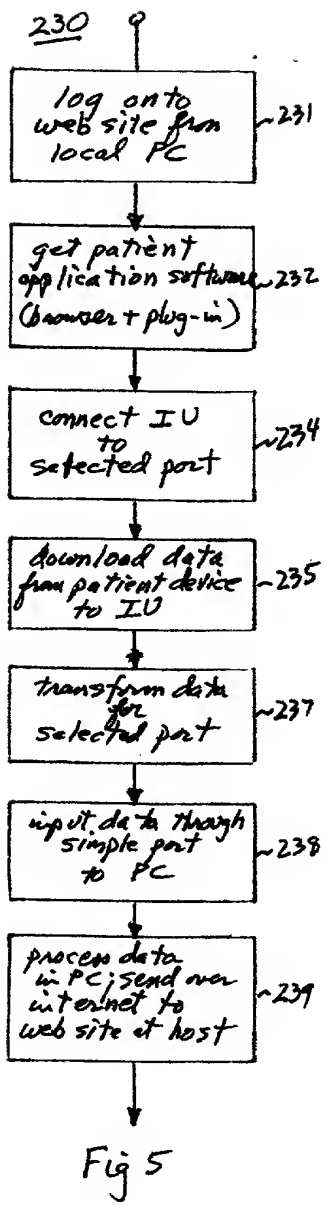 230
log onto
web site from
local PC
~231
get patient
application software
(browser + plug-in)
~232
connect IU
to
selected port
~234
download data
from patient device
to IU
~235
transform data
for
selected port
~237
input data through
simple port
to PC
~238
process data
in PC; send over
internet to
web site at host
~239
Fig 5